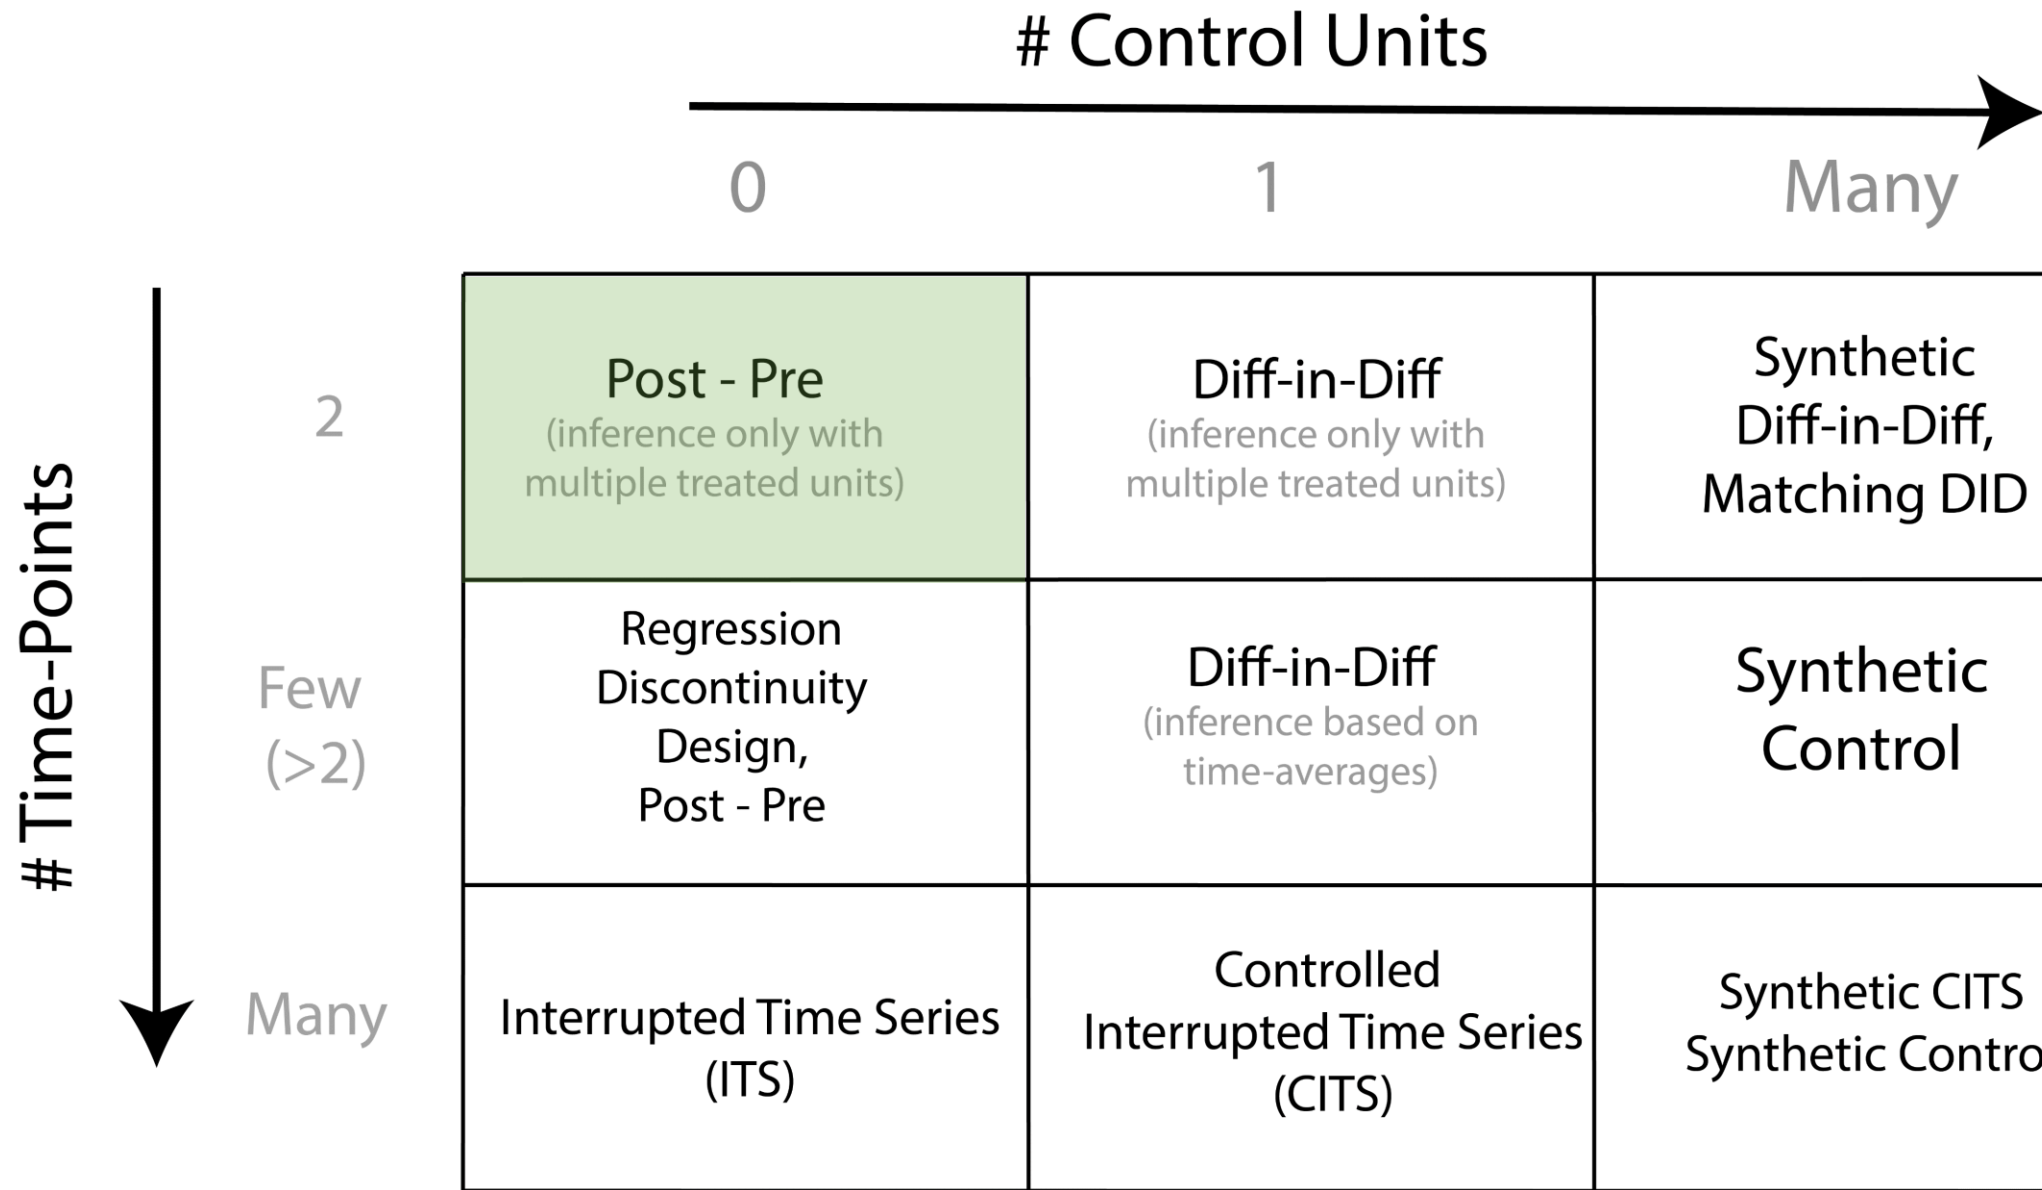 # Control Units
0 1 Many
# Time-Points
2
Post - Pre
(inference only with
multiple treated units)
Diff-in-Diff
(inference only with
multiple treated units)
Synthetic
Diff-in-Diff,
Matching DID
Few
(>2)
Regression
Discontinuity
Design,
Post - Pre
Diff-in-Diff
(inference based on
time-averages)
Synthetic
Control
Many
Interrupted Time Series
(ITS)
Controlled
Interrupted Time Series
(CITS)
Synthetic CITS
Synthetic Contro